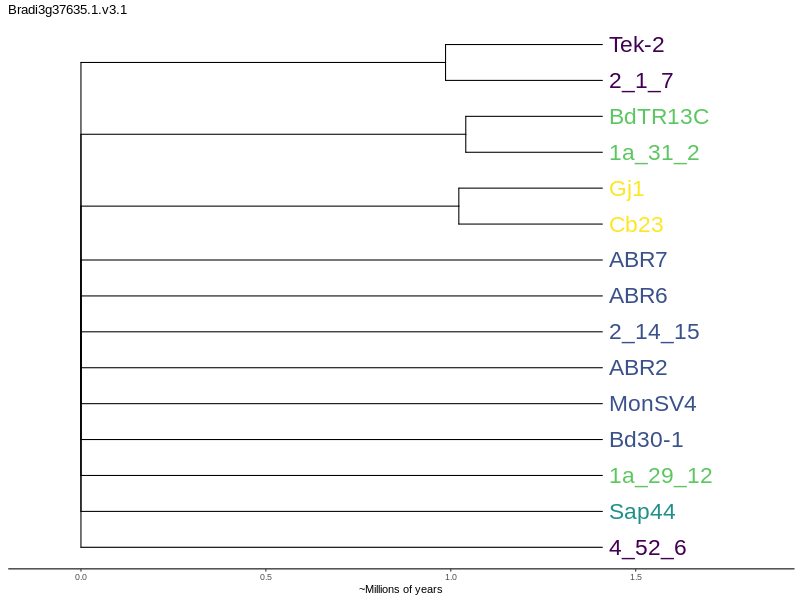 Bradi3g37635.1.v3.1
Tek-2
2_1_7
BdTR13C
1a_31_2
Gj1
Cb23
ABR7
ABR6
2_14_15
ABR2
MonSV4
Bd30-1
1a_29_12
Sap44
4_52_6
0.0 0.5 1.0 1.5
~Millions of years